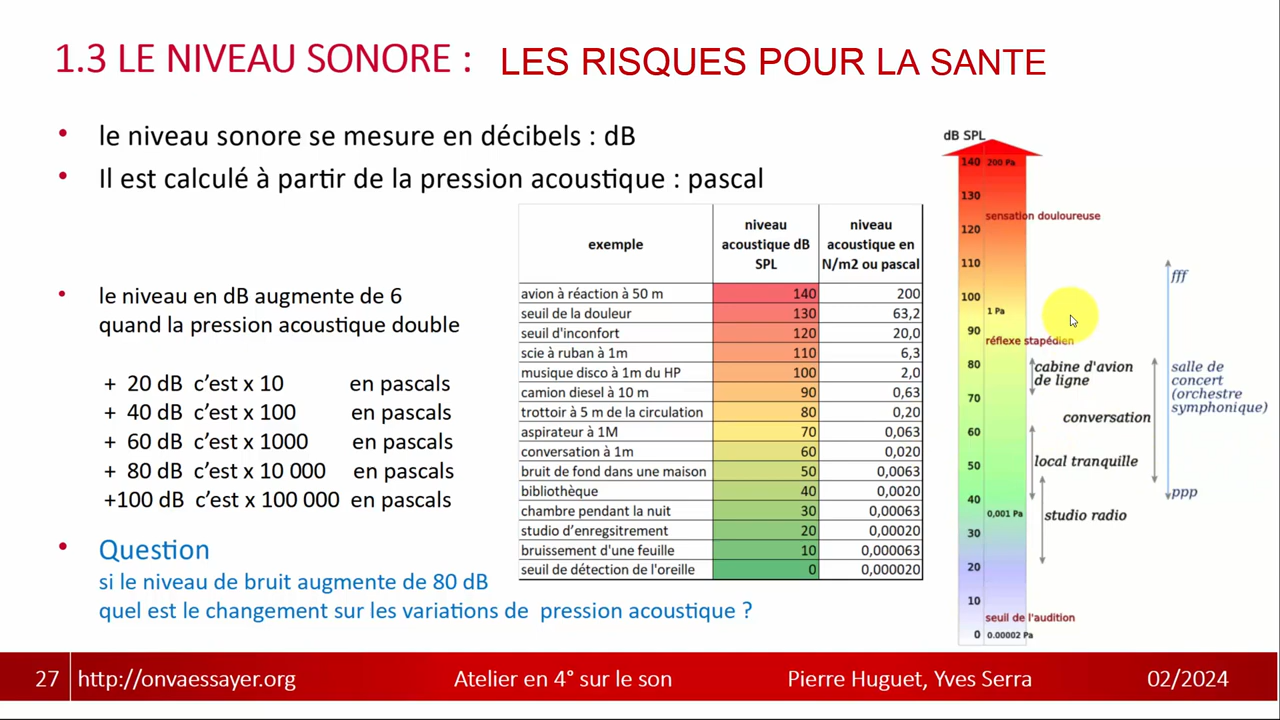 1.3 LE NIVEAU SONORE : LES RISQUES POUR LA SANTE
• le niveau sonore se mesure en décibels : dB
• Il est calculé à partir de la pression acoustique : pascal
• le niveau en dB augmente de 6
quand la pression acoustique double
+ 20 dB c’est x 10 en pascals
+ 40 dB c’est x 100 en pascals
+ 60 dB c’est x 1000 en pascals
+ 80 dB c’est x 10 000 en pascals
+100 dB c’est x 100 000 en pascals
• Question
si le niveau de bruit augmente de 80 dB
quel est le changement sur les variations de pression acoustique ?
exemple
niveau
acoustique dB
SPL
niveau
acoustique en
N/m2 ou pascal
avion à réaction à 50 m 140 200
seuil de la douleur 130 63,2
seuil d'inconfort 120 20,0
scie à ruban à 1m 110 6,3
musique disco à 1m du HP 100 2,0
camion diesel à 10 m 90 0,63
trottoir à 5 m de la circulation 80 0,20
aspirateur à 1M 70 0,063
conversation à 1m 60 0,020
bruit de fond dans une maison 50 0,0063
bibliothèque 40 0,0020
chambre pendant la nuit 30 0,00063
studio d’enregsitrement 20 0,00020
bruissement d'une feuille 10 0,000063
seuil de détection de l'oreille 0 0,000020
dB SPL
140 200 Pa
130
sensation douloureuse
120
110
fff
100
1 Pa
90
réflexe stapédien
80
cabine d'avion
de ligne
salle de
concert
(orchestre
symphonique)
70
conversation
60
local tranquille
50
ppp
40
0,001 Pa
studio radio
30
20
10
seuil de l'audition
0 0.00002 Pa
27 http://onvaessayer.org Atelier en 4° sur le son Pierre Huguet, Yves Serra 02/2024